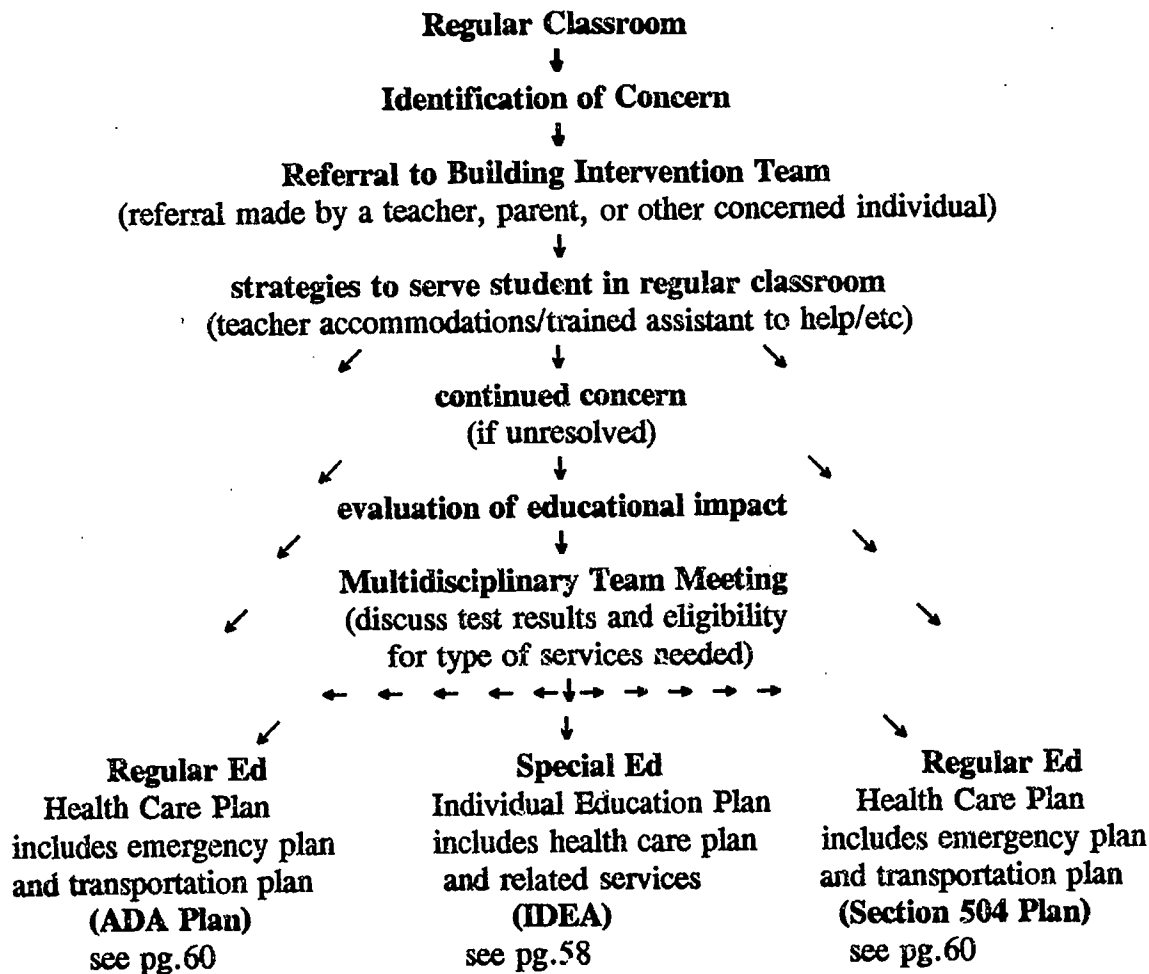 Regular Classroom
Identification of Concern
Referral to Building Intervention Team
(referral made by a teacher, parent, or other concerned individual)
strategies to serve student in regular classroom
(teacher accommodations/trained assistant to help/etc)
continued concern
(if unresolved)
evaluation of educational impact
Multidisciplinary Team Meeting
(discuss test results and eligibility
for type of services needed)
Regular Ed
Health Care Plan
includes emergency plan
and transportation plan
(ADA Plan)
see pg.60
Special Ed
Individual Education Plan
includes health care plan
and related services
(IDEA)
see pg.58
Regular Ed
Health Care Plan
includes emergency plan
and transportation plan
(Section 504 Plan)
see pg.60